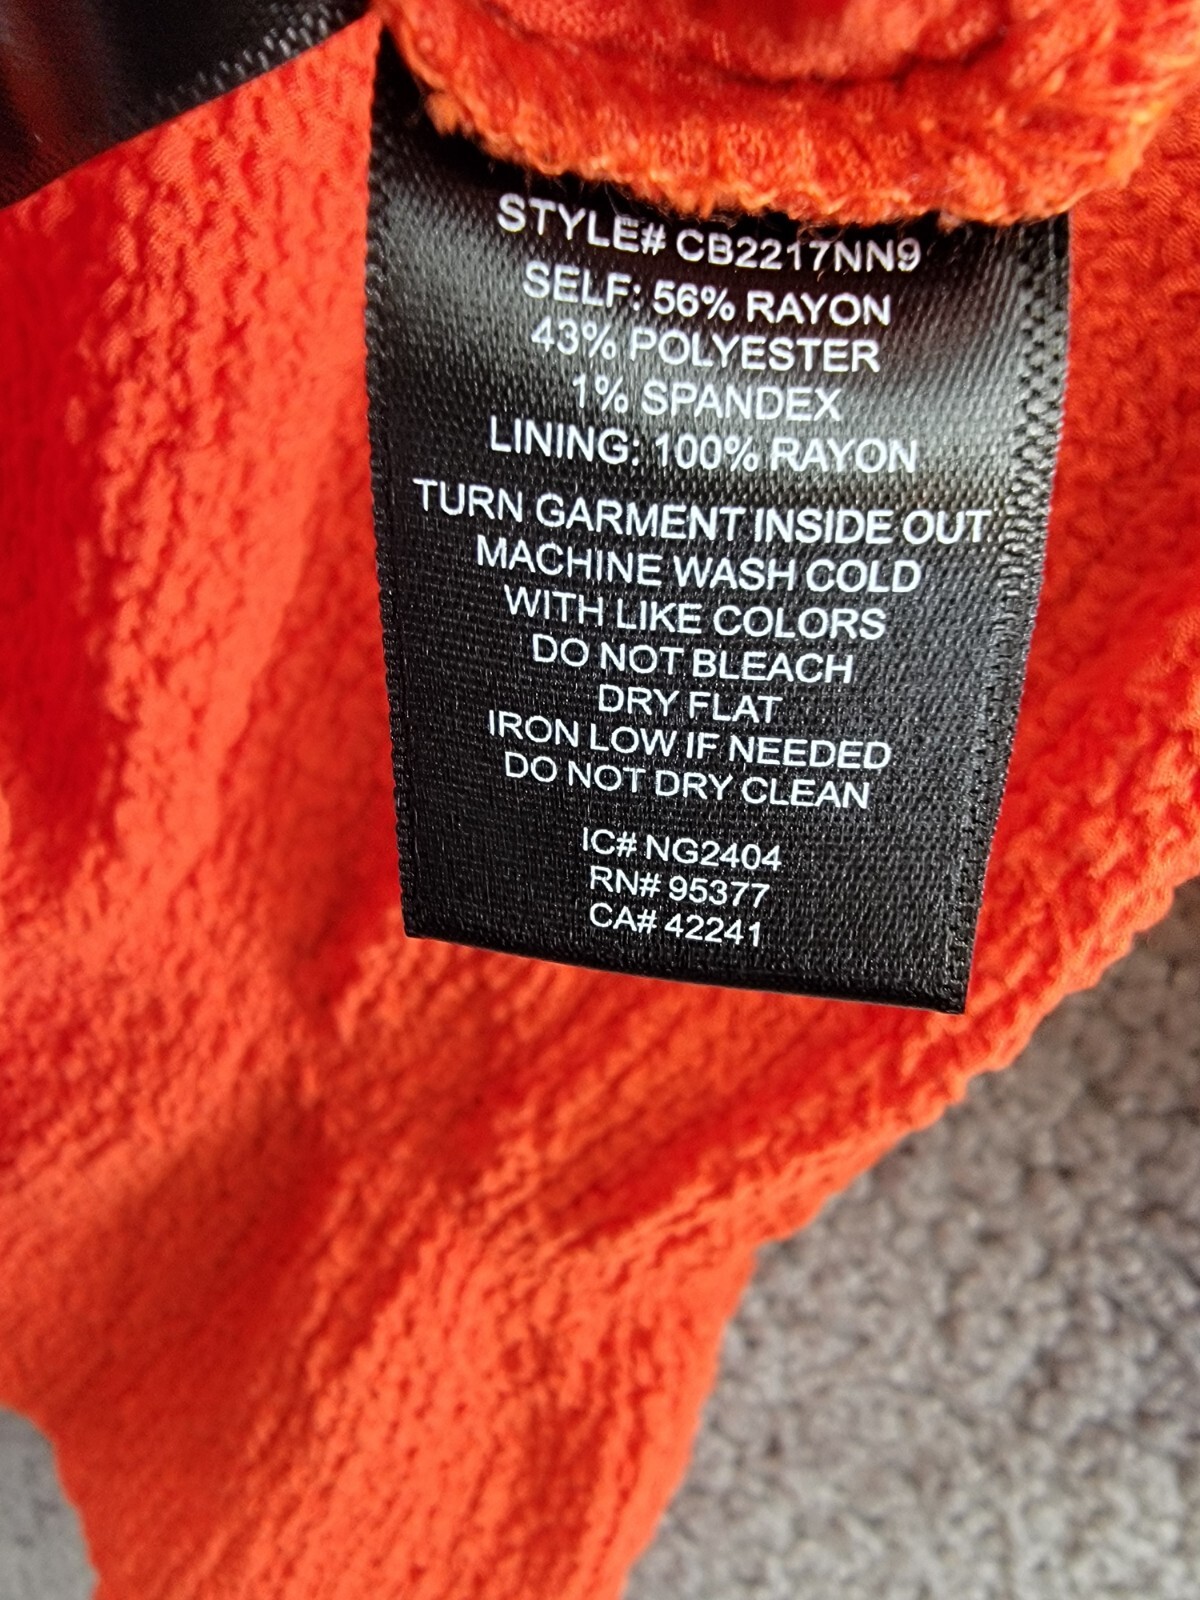 STYLE# CB2217NN9
SELF: 56% RAYON
43% POLYESTER
1% SPANDEX
LINING: 100% RAYON
TURN GARMENT INSIDE OUT
MACHINE WASH COLD
WITH LIKE COLORS
DO NOT BLEACH
DRY FLAT
IRON LOW IF NEEDED
DO NOT DRY CLEAN
IC# NG2404
RN# 95377
CA# 42241